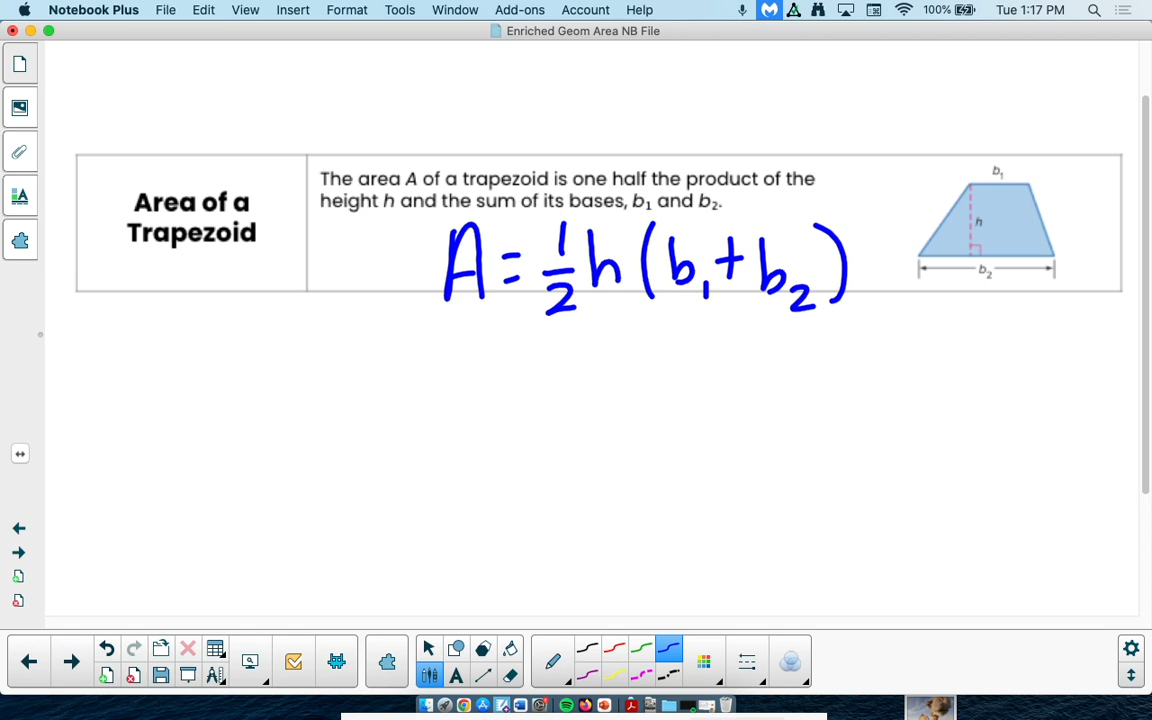 Notebook Plus File Edit View Insert Format Tools Window Add-ons Account Help 100% Tue 1:17 PM
Enriched Geom Area NB File
Area of a
Trapezoid
The area A of a trapezoid is one half the product of the
height h and the sum of its bases, b₁ and b₂.
A = 1/2 h (b₁ + b₂)
b₁
h
b₂